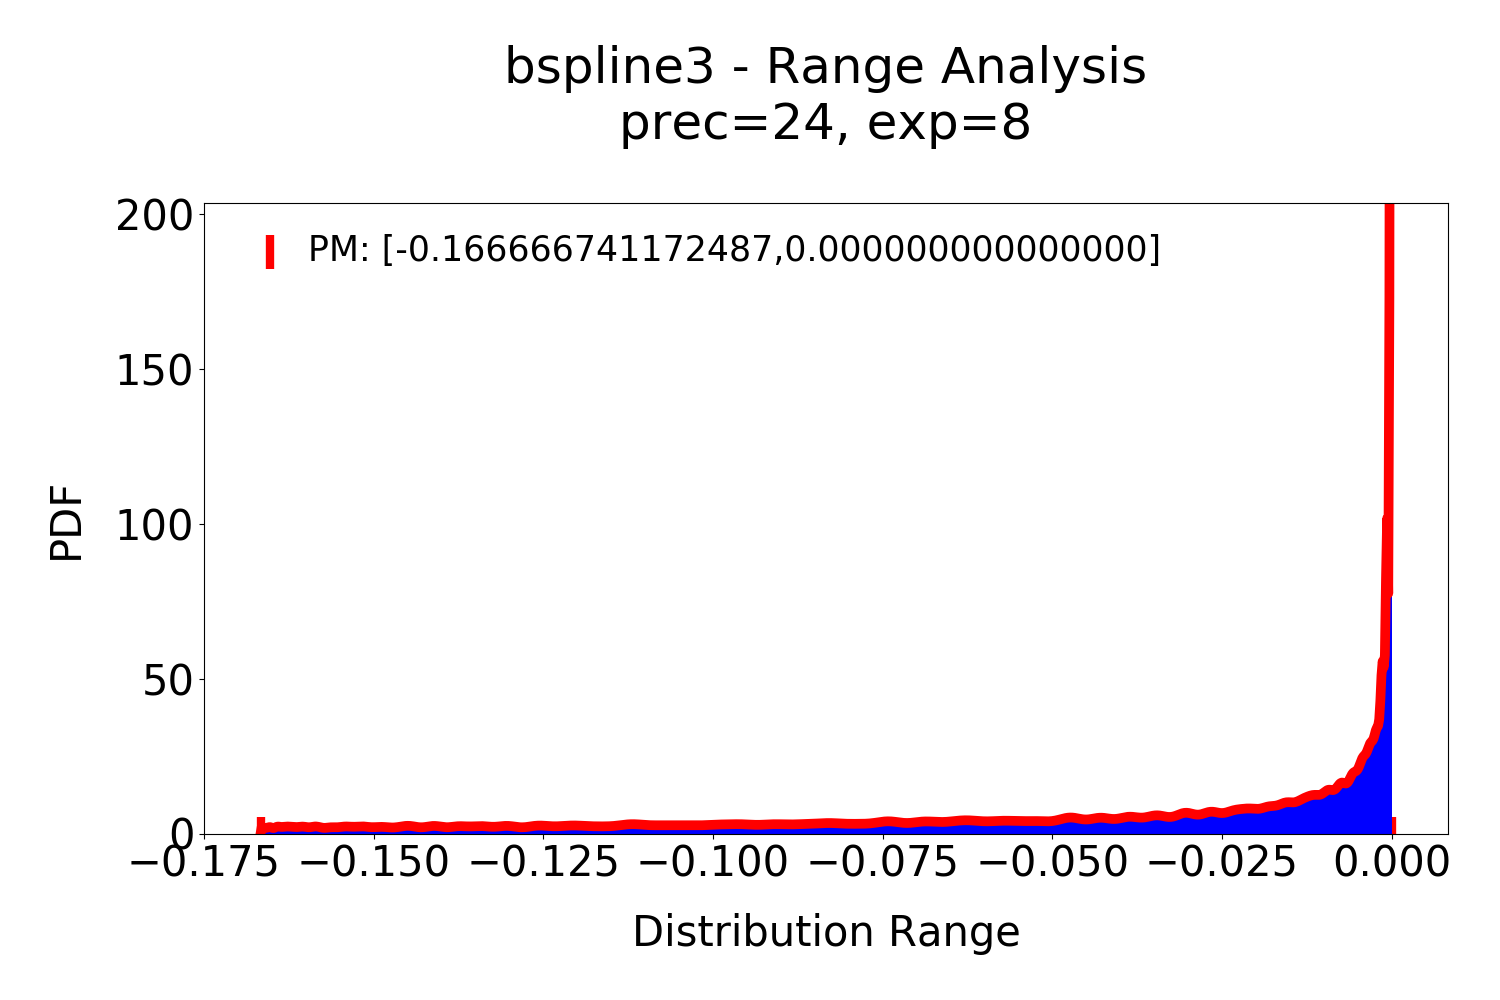 bspline3 - Range Analysis
prec=24, exp=8
200
150
100
50
0
PDF
PM: [-0.166666741172487,0.000000000000000]
−0.175 −0.150 −0.125 −0.100 −0.075 −0.050 −0.025 0.000
Distribution Range